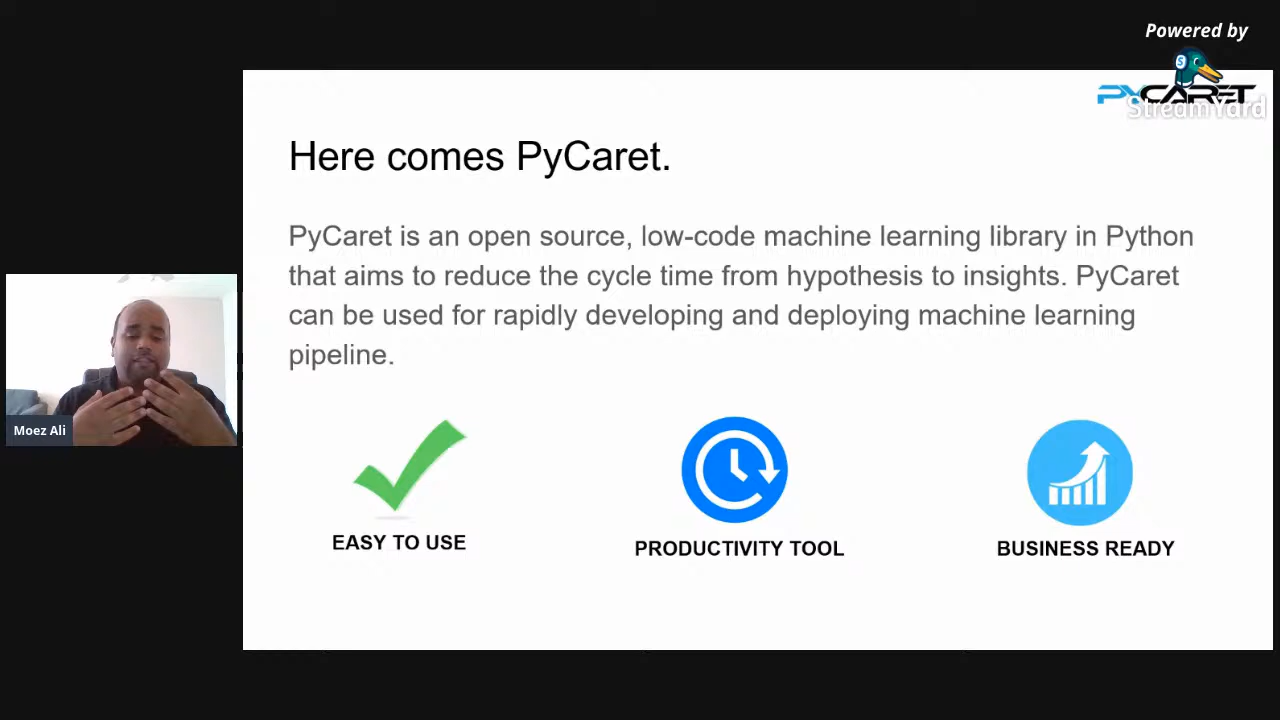 Powered by
PYCARET
StreamYard
Here comes PyCaret.
PyCaret is an open source, low-code machine learning library in Python
that aims to reduce the cycle time from hypothesis to insights. PyCaret
can be used for rapidly developing and deploying machine learning
pipeline.
Moez Ali
EASY TO USE
PRODUCTIVITY TOOL
BUSINESS READY